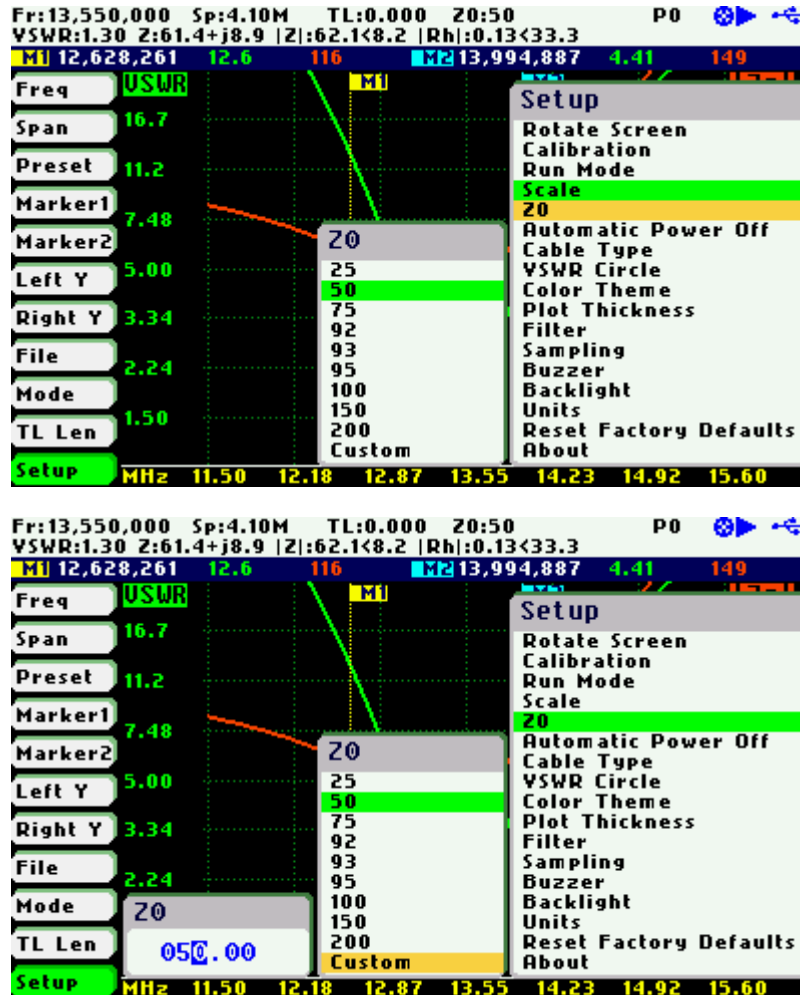 Fr:13,550,000 Sp:4.10M TL:0.000 Z0:50 P0
VSWR:1.30 Z:61.4+j8.9 |Z|:62.1<8.2 |Rh|:0.13<33.3
M1 12,628,261 12.6 116 M2 13,994,887 4.41 149
Freq
Span
Preset
Marker1
Marker2
Left Y
Right Y
File
Mode
TL Len
Setup
VSWR
16.7
11.2
7.48
5.00
3.34
2.24
1.50
M1
Z0
25
50
75
92
93
95
100
150
200
Custom
Setup
Rotate Screen
Calibration
Run Mode
Scale
Z0
Automatic Power Off
Cable Type
VSWR Circle
Color Theme
Plot Thickness
Filter
Sampling
Buzzer
Backlight
Units
Reset Factory Defaults
About
MHz 11.50 12.18 12.87 13.55 14.23 14.92 15.60
Fr:13,550,000 Sp:4.10M TL:0.000 Z0:50 P0
VSWR:1.30 Z:61.4+j8.9 |Z|:62.1<8.2 |Rh|:0.13<33.3
M1 12,628,261 12.6 116 M2 13,994,887 4.41 149
Freq
Span
Preset
Marker1
Marker2
Left Y
Right Y
File
Mode
TL Len
Setup
VSWR
16.7
11.2
7.48
5.00
3.34
2.24
M1
Z0
050.00
Z0
25
50
75
92
93
95
100
150
200
Custom
Setup
Rotate Screen
Calibration
Run Mode
Scale
Z0
Automatic Power Off
Cable Type
VSWR Circle
Color Theme
Plot Thickness
Filter
Sampling
Buzzer
Backlight
Units
Reset Factory Defaults
About
MHz 11.50 12.18 12.87 13.55 14.23 14.92 15.60